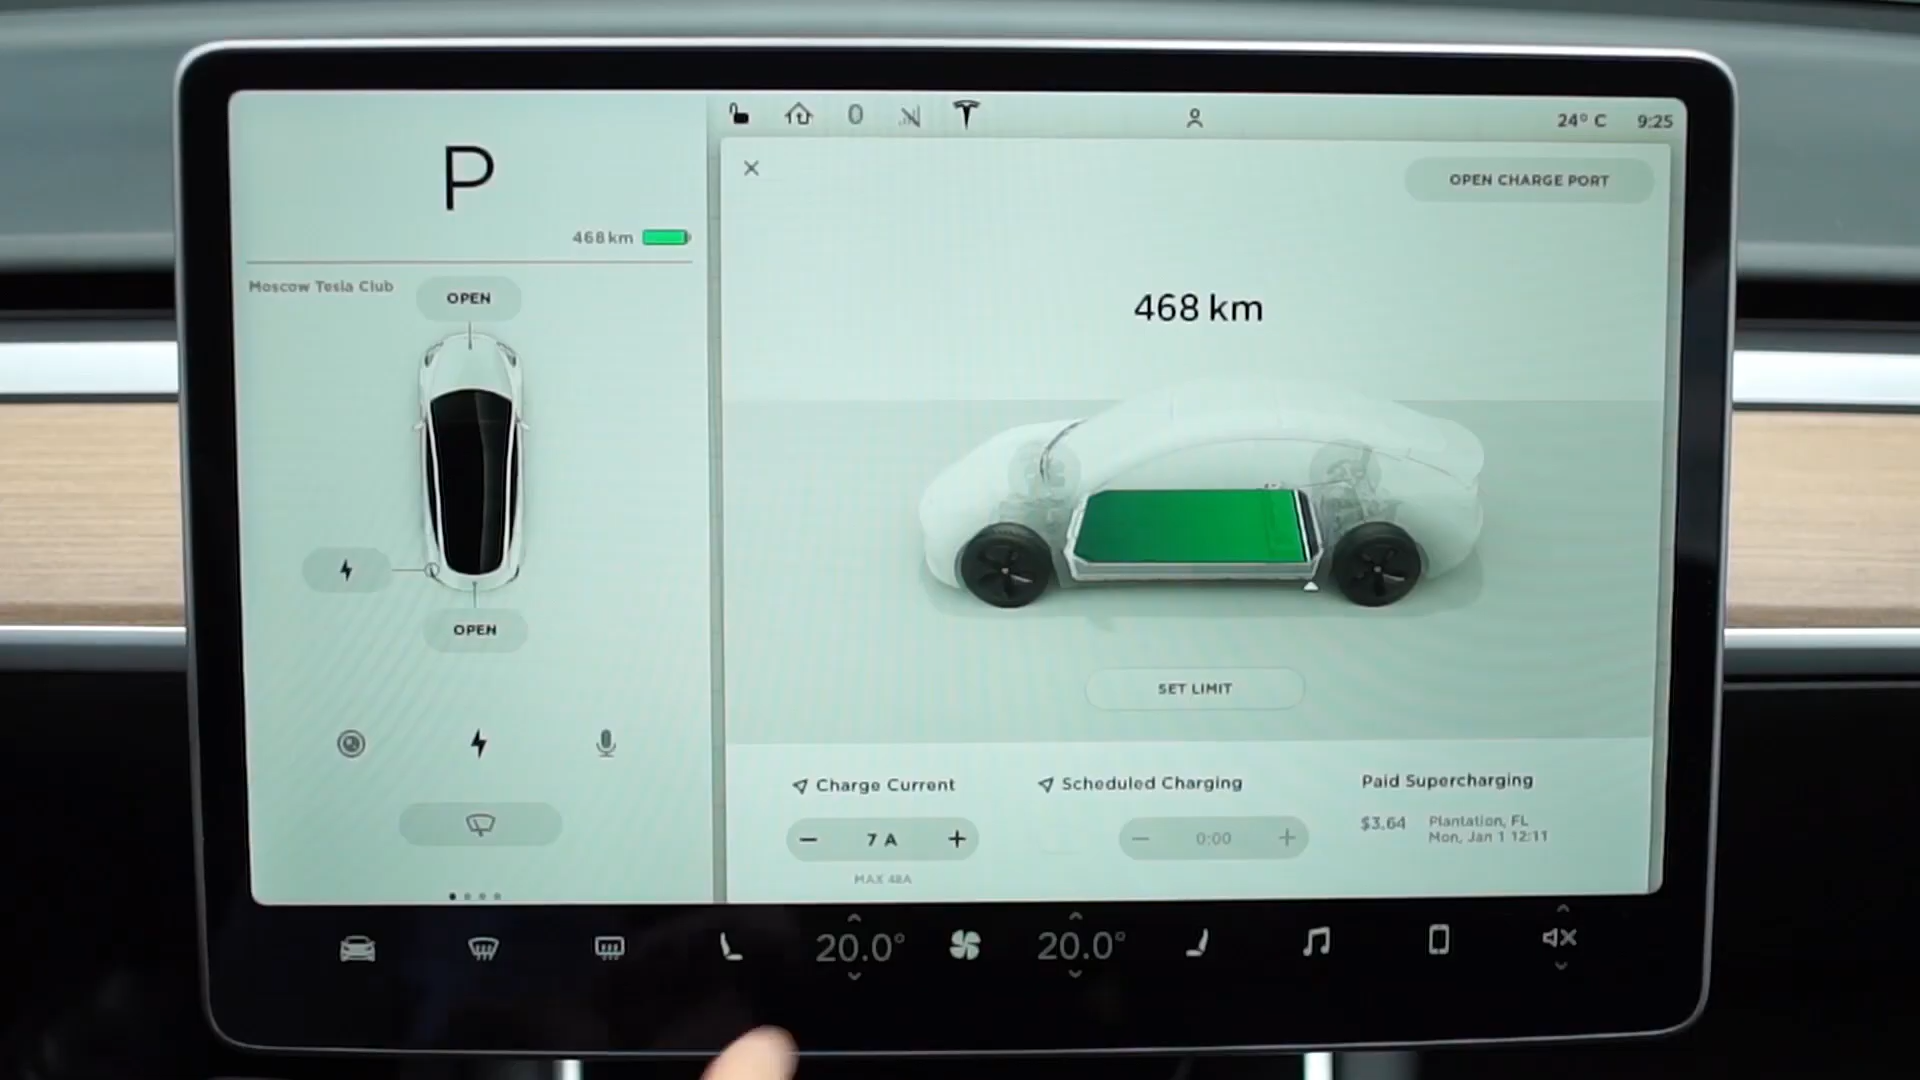 0
24° C
9:25
P
468 km
Moscow Tesla Club
OPEN
OPEN
OPEN CHARGE PORT
468 km
SET LIMIT
Charge Current
7 A
MAX 48A
Scheduled Charging
0:00
Paid Supercharging
$3.64
Plantation, FL
Mon, Jan 1 12:11
20.0°
20.0°